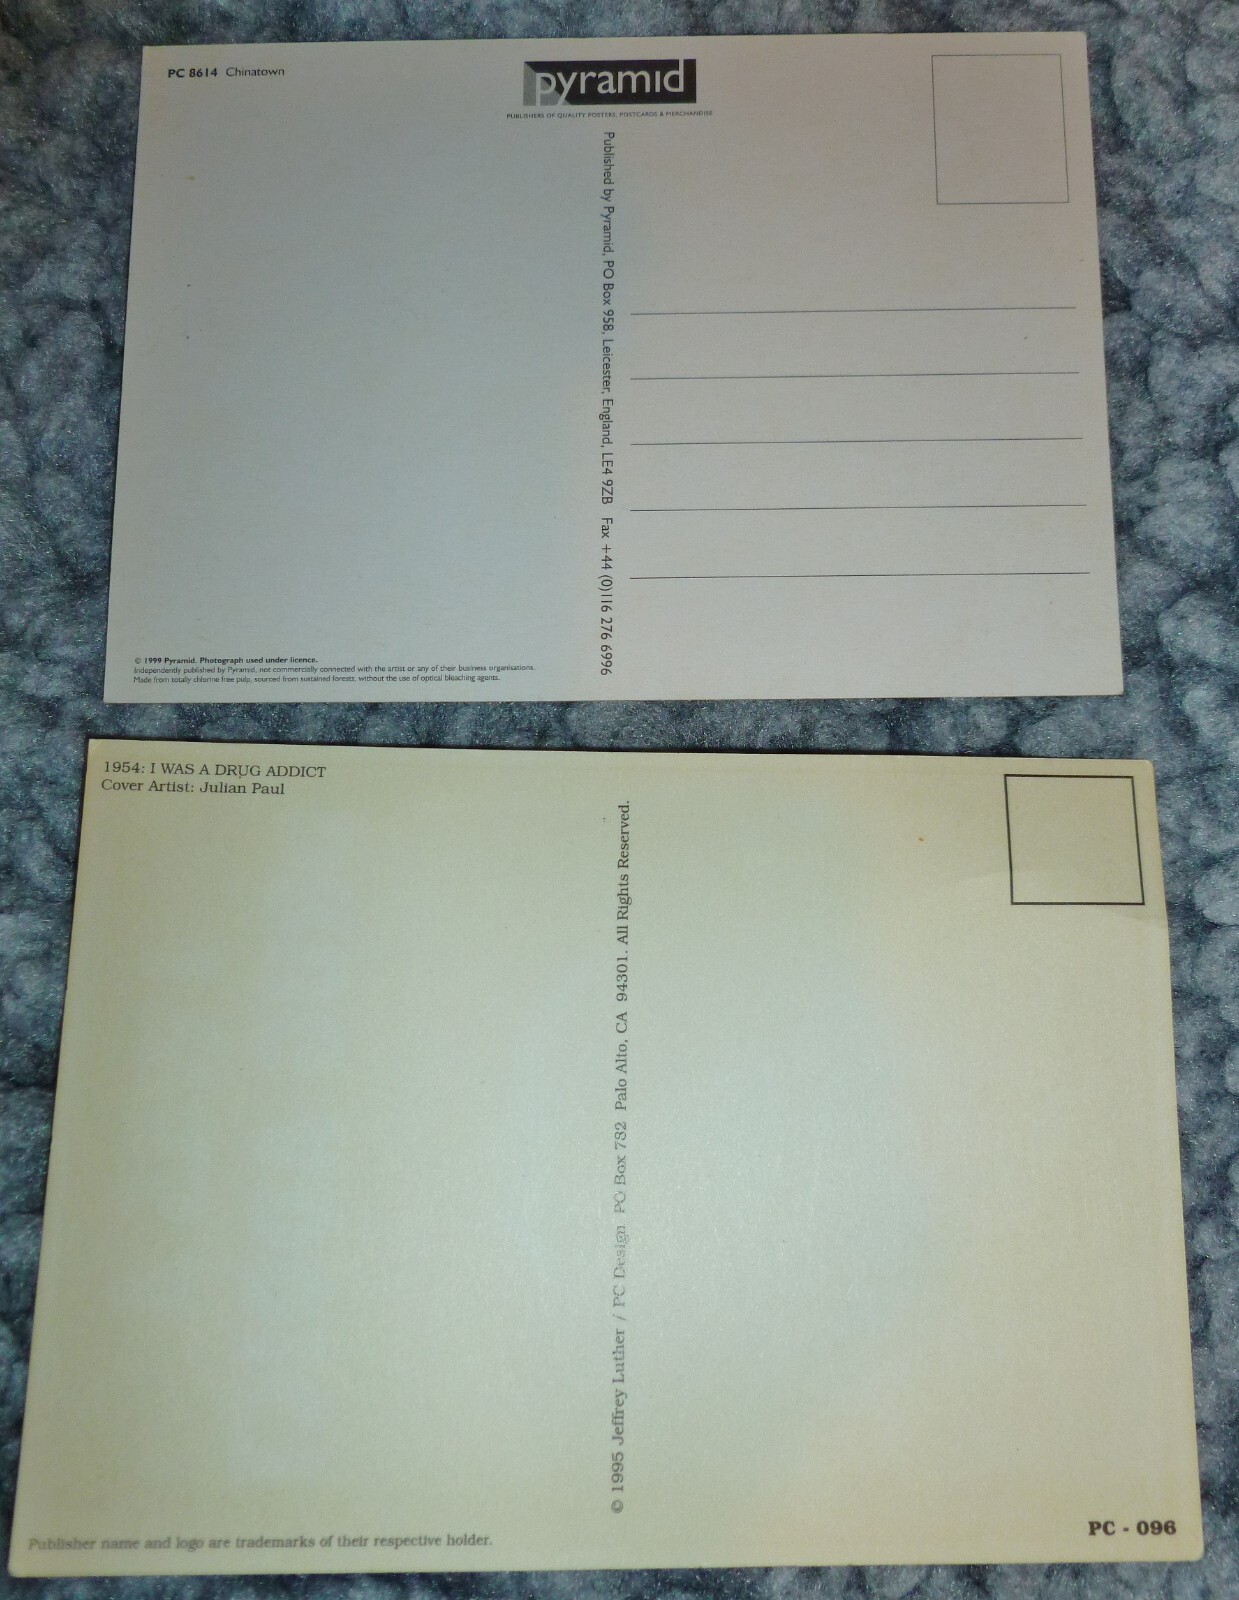 PC 8614 Chinatown
pyramid
PUBLISHERS OF QUALITY POSTERS, POSTCARDS & MERCHANDISE
Published by Pyramid, PO Box 958, Leicester, England, LE4 9ZB Fax +44 (0)116 276 6996
© 1999 Pyramid. Photograph used under licence.
Independently published by Pyramid, not commercially connected with the artist or any of their business organisations.
Made from totally chlorine free pulp, sourced from sustained forests, without the use of optical bleaching agents.
1954: I WAS A DRUG ADDICT
Cover Artist: Julian Paul
© 1995 Jeffrey Luther / PC Design PO Box 782 Palo Alto, CA 94301. All Rights Reserved.
Publisher name and logo are trademarks of their respective holder.
PC - 096